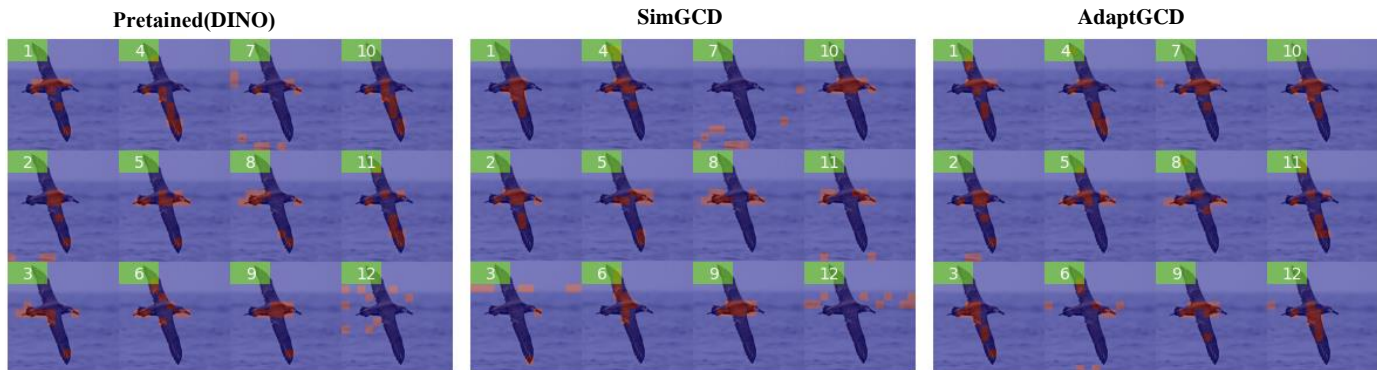 Pretained(DINO) SimGCD AdaptGCD
1 4 7 10 1 4 7 10 1 4 7 10
2 5 8 11 2 5 8 11 2 5 8 11
3 6 9 12 3 6 9 12 3 6 9 12